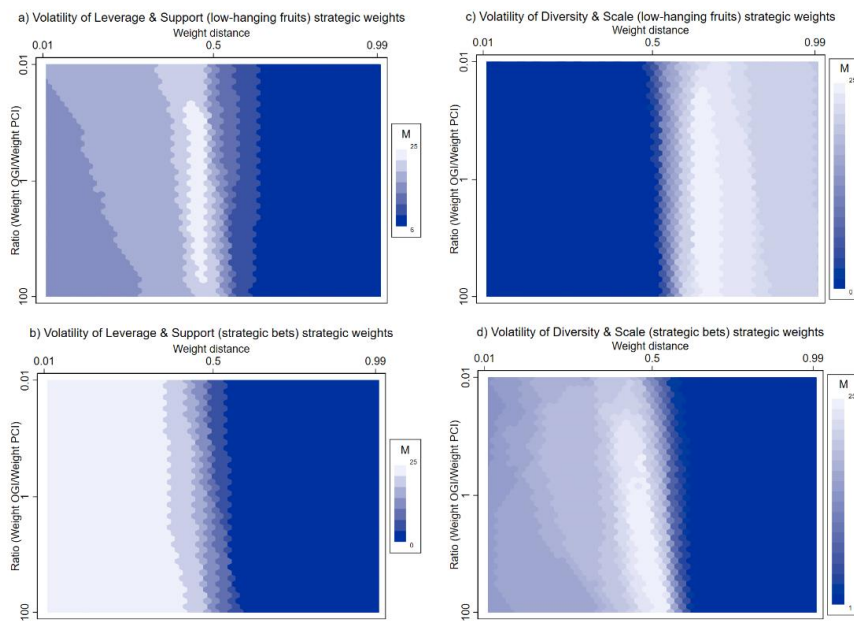 a) Volatility of Leverage & Support (low-hanging fruits) strategic weights
Weight distance
0.01 0.5 0.99
0.01
1
100
Ratio (Weight OGI/Weight PCI)
M
25
6
b) Volatility of Leverage & Support (strategic bets) strategic weights
Weight distance
0.01 0.5 0.99
0.01
1
100
Ratio (Weight OGI/Weight PCI)
M
25
0
c) Volatility of Diversity & Scale (low-hanging fruits) strategic weights
Weight distance
0.01 0.5 0.99
0.01
1
100
Ratio (Weight OGI/Weight PCI)
M
0
d) Volatility of Diversity & Scale (strategic bets) strategic weights
Weight distance
0.01 0.5 0.99
0.01
1
100
Ratio (Weight OGI/Weight PCI)
M
1